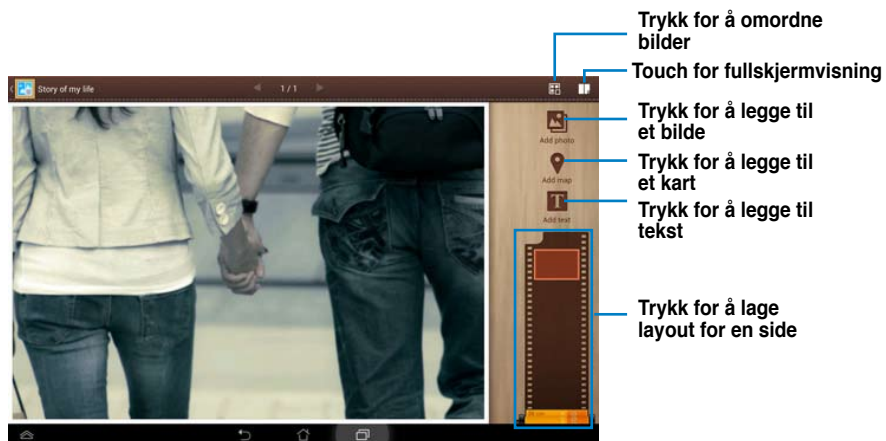 Trykk for å omordne
bilder
Touch for fullskjermvisning
Story of my life
1 / 1
Trykk for å legge til
et bilde
Add photo
Trykk for å legge til
et kart
Add map
Trykk for å legge til
tekst
Add text
Trykk for å lage
layout for en side